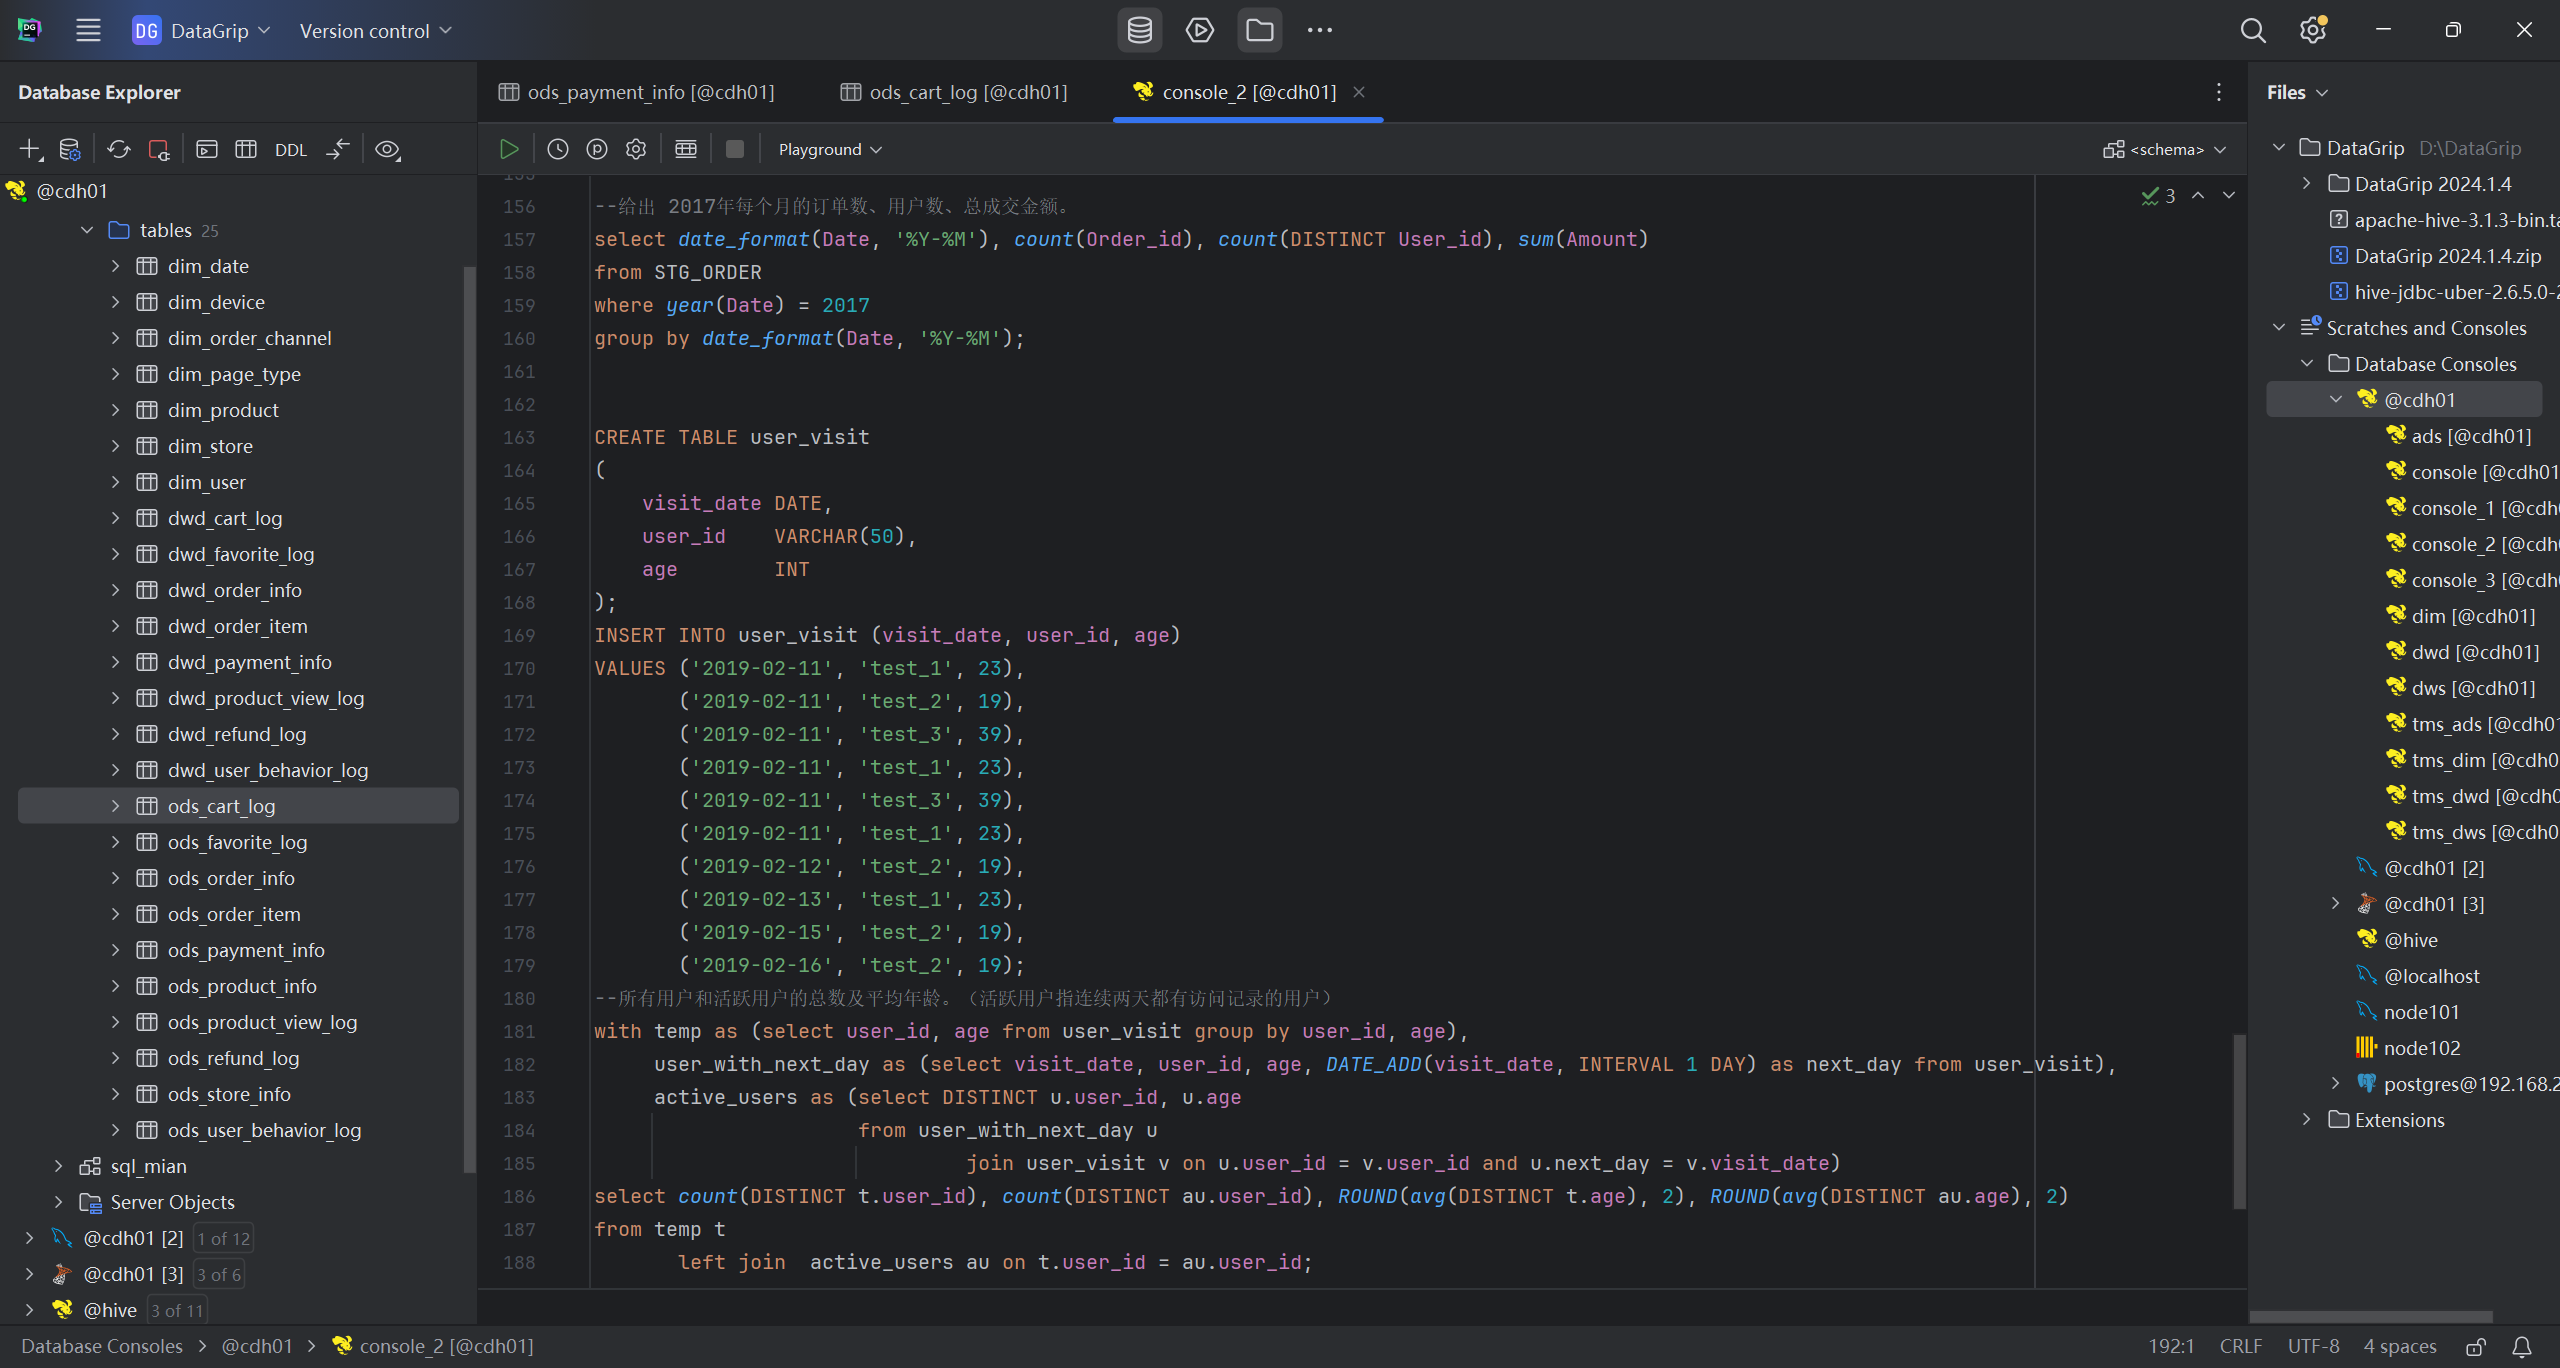 DG
DG DataGrip
Version control
Database Explorer
DDL
@cdh01
tables 25
dim_date
dim_device
dim_order_channel
dim_page_type
dim_product
dim_store
dim_user
dwd_cart_log
dwd_favorite_log
dwd_order_info
dwd_order_item
dwd_payment_info
dwd_product_view_log
dwd_refund_log
dwd_user_behavior_log
ods_cart_log
ods_favorite_log
ods_order_info
ods_order_item
ods_payment_info
ods_product_info
ods_product_view_log
ods_refund_log
ods_store_info
ods_user_behavior_log
sql_mian
Server Objects
@cdh01 [2] 1 of 12
@cdh01 [3] 3 of 6
@hive 3 of 11
ods_payment_info [@cdh01]
ods_cart_log [@cdh01]
console_2 [@cdh01]
Playground
<schema>
3
156 --给出 2017年每个月的订单数、用户数、总成交金额。
157 select date_format(Date, '%Y-%M'), count(Order_id), count(DISTINCT User_id), sum(Amount)
158 from STG_ORDER
159 where year(Date) = 2017
160 group by date_format(Date, '%Y-%M');
161
162
163 CREATE TABLE user_visit
164 (
165 visit_date DATE,
166 user_id VARCHAR(50),
167 age INT
168 );
169 INSERT INTO user_visit (visit_date, user_id, age)
170 VALUES ('2019-02-11', 'test_1', 23),
171 ('2019-02-11', 'test_2', 19),
172 ('2019-02-11', 'test_3', 39),
173 ('2019-02-11', 'test_1', 23),
174 ('2019-02-11', 'test_3', 39),
175 ('2019-02-11', 'test_1', 23),
176 ('2019-02-12', 'test_2', 19),
177 ('2019-02-13', 'test_1', 23),
178 ('2019-02-15', 'test_2', 19),
179 ('2019-02-16', 'test_2', 19);
180 --所有用户和活跃用户的总数及平均年龄。（活跃用户指连续两天都有访问记录的用户）
181 with temp as (select user_id, age from user_visit group by user_id, age),
182 user_with_next_day as (select visit_date, user_id, age, DATE_ADD(visit_date, INTERVAL 1 DAY) as next_day from user_visit),
183 active_users as (select DISTINCT u.user_id, u.age
184 from user_with_next_day u
185 join user_visit v on u.user_id = v.user_id and u.next_day = v.visit_date)
186 select count(DISTINCT t.user_id), count(DISTINCT au.user_id), ROUND(avg(DISTINCT t.age), 2), ROUND(avg(DISTINCT au.age), 2)
187 from temp t
188 left join active_users au on t.user_id = au.user_id;
Files
DataGrip D:\DataGrip
DataGrip 2024.1.4
apache-hive-3.1.3-bin.ta
DataGrip 2024.1.4.zip
hive-jdbc-uber-2.6.5.0-2
Scratches and Consoles
Database Consoles
@cdh01
ads [@cdh01]
console [@cdh01
console_1 [@cdh
console_2 [@cdh
console_3 [@cdh
dim [@cdh01]
dwd [@cdh01]
dws [@cdh01]
tms_ads [@cdh01
tms_dim [@cdh0
tms_dwd [@cdh0
tms_dws [@cdh0
@cdh01 [2]
@cdh01 [3]
@hive
@localhost
node101
node102
postgres@192.168.2
Extensions
Database Consoles > @cdh01 > console_2 [@cdh01]
192:1 CRLF UTF-8 4 spaces